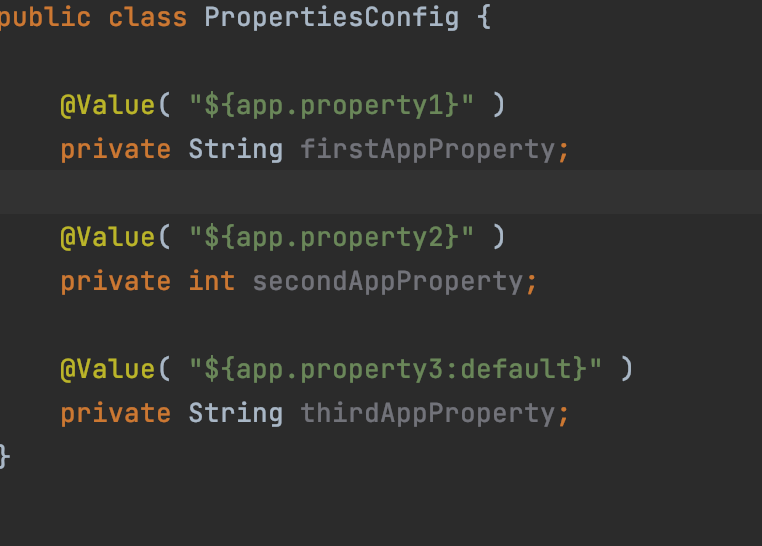 public class PropertiesConfig {
@Value( "${app.property1}" )
private String firstAppProperty;
@Value( "${app.property2}" )
private int secondAppProperty;
@Value( "${app.property3:default}" )
private String thirdAppProperty;
}